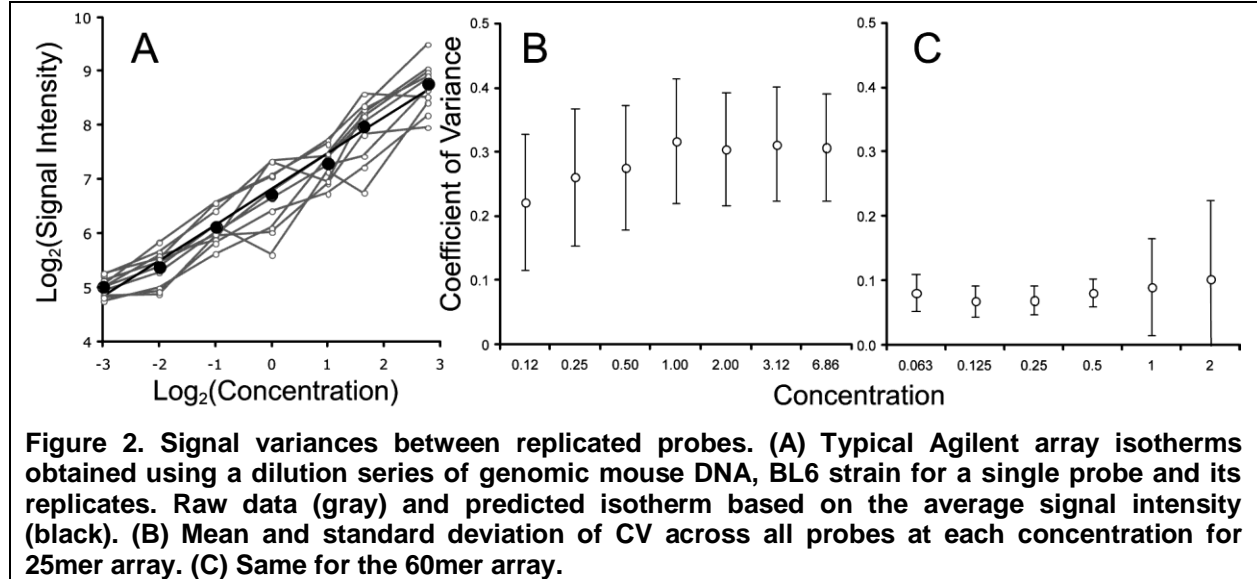 A
Log2(Signal Intensity)
10
9
8
7
6
5
4
-3 -2 -1 0 1 2 3
Log2(Concentration)
B
Coefficient of Variance
0.5
0.4
0.3
0.2
0.1
0
0.12 0.25 0.50 1.00 2.00 3.12 6.86
C
0.5
0.4
0.3
0.2
0.1
0.0
0.063 0.125 0.25 0.5 1 2
Concentration
Figure 2. Signal variances between replicated probes. (A) Typical Agilent array isotherms
obtained using a dilution series of genomic mouse DNA, BL6 strain for a single probe and its
replicates. Raw data (gray) and predicted isotherm based on the average signal intensity
(black). (B) Mean and standard deviation of CV across all probes at each concentration for
25mer array. (C) Same for the 60mer array.